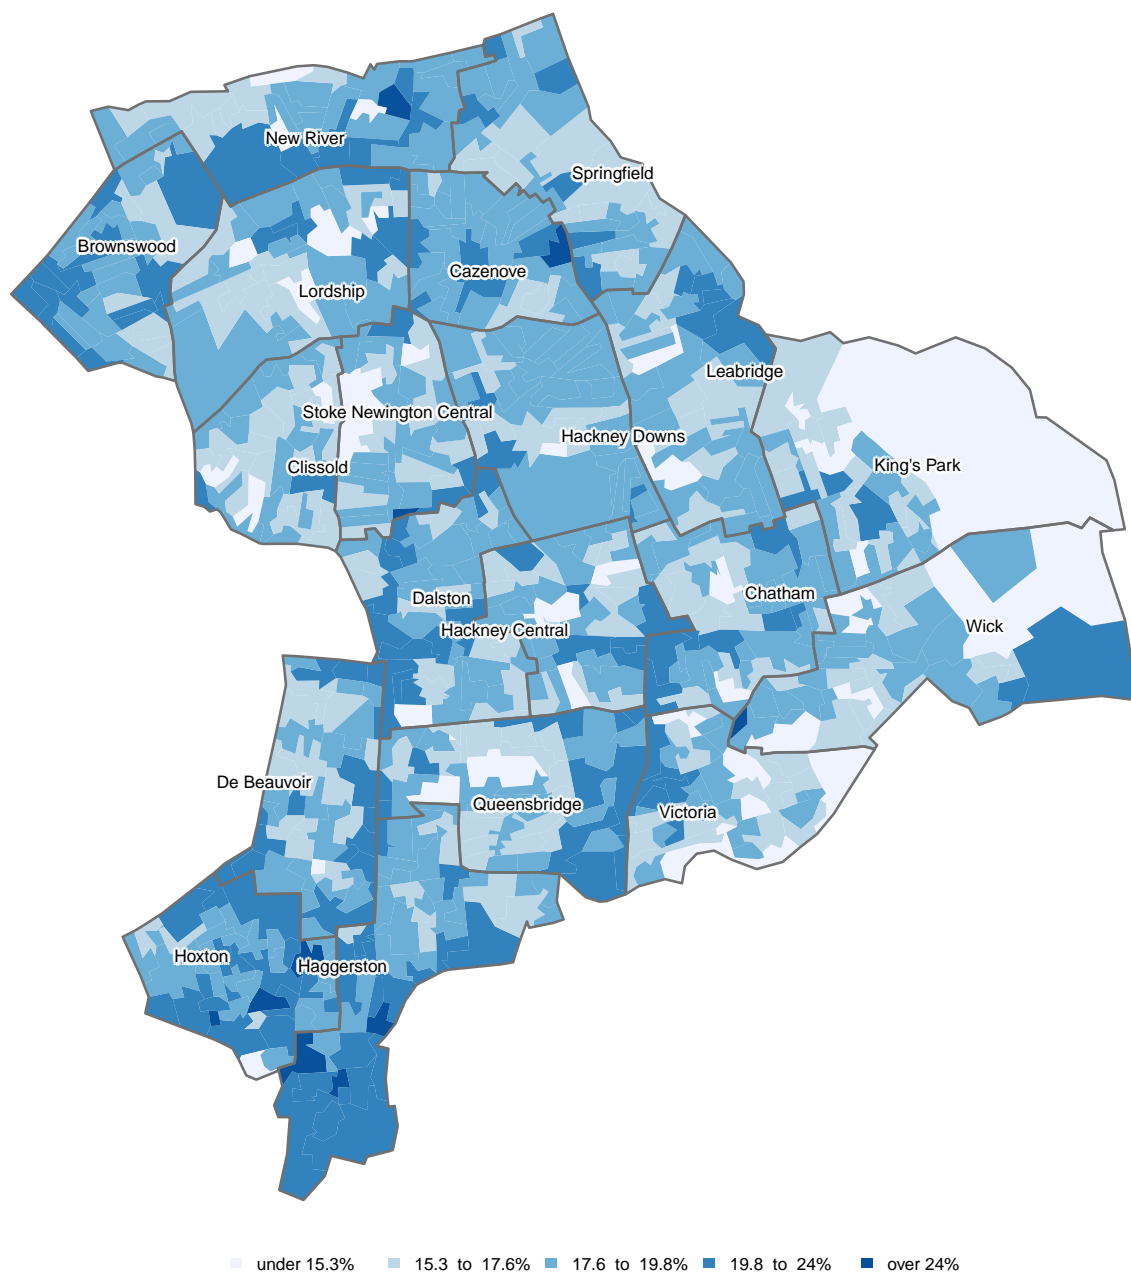 New River
Springfield
Brownswood
Cazenove
Lordship
Leabridge
Stoke Newington Central
Hackney Downs
Clissold
King's Park
Chatham
Dalston
Wick
Hackney Central
De Beauvoir
Queensbridge
Victoria
Hoxton
Haggerston
under 15.3% 15.3 to 17.6% 17.6 to 19.8% 19.8 to 24% over 24%